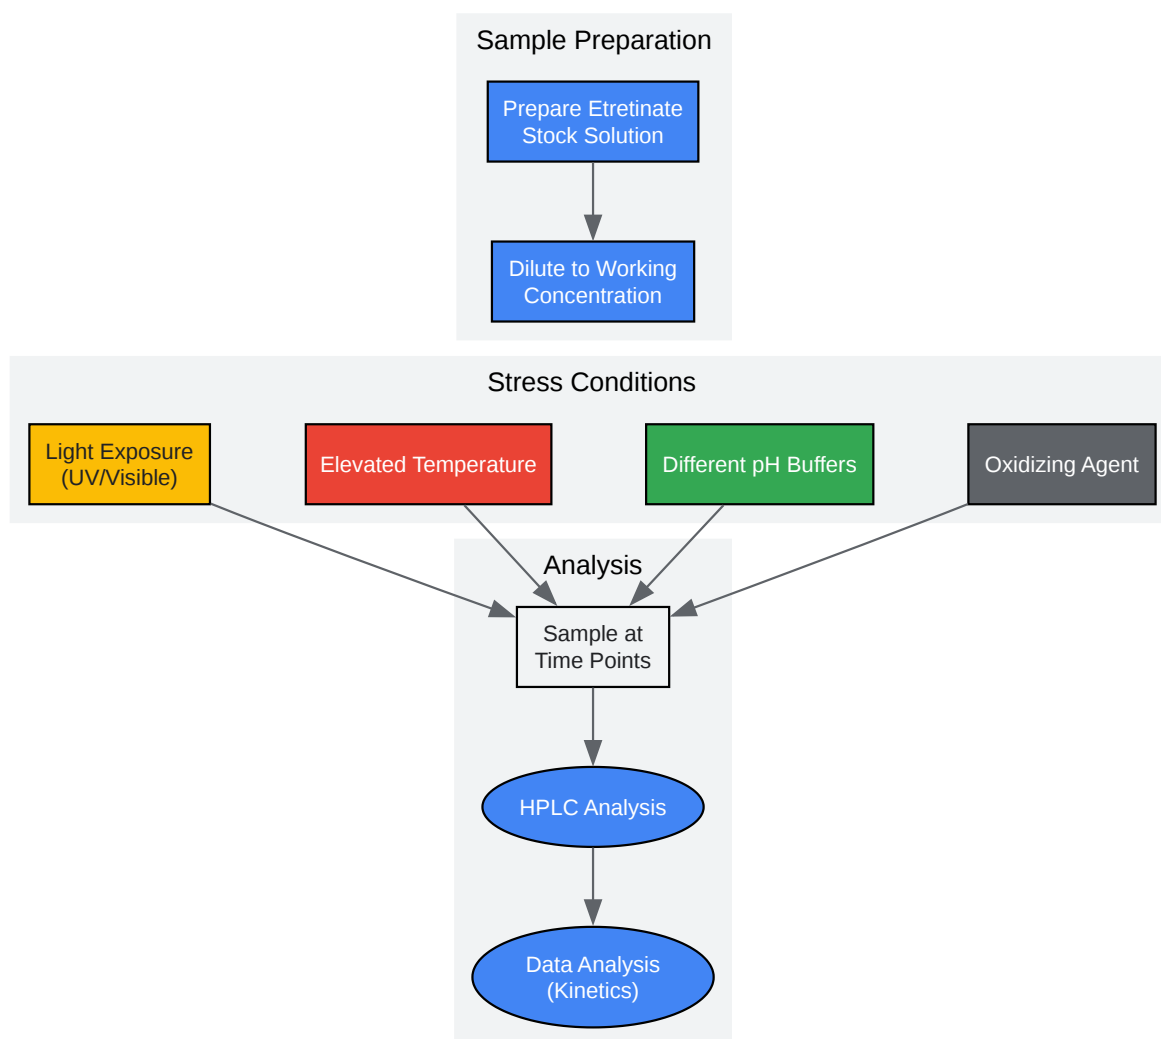 Sample Preparation
Prepare Etretinate
Stock Solution
Dilute to Working
Concentration
Stress Conditions
Light Exposure
(UV/Visible)
Elevated Temperature
Different pH Buffers
Oxidizing Agent
Analysis
Sample at
Time Points
HPLC Analysis
Data Analysis
(Kinetics)